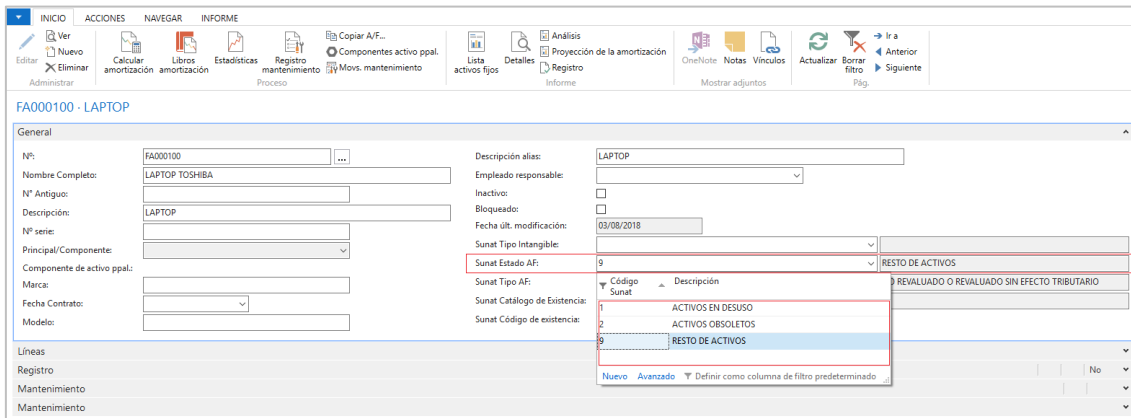 INICIO ACCIONES NAVEGAR INFORME
Editar
Ver
Nuevo
Eliminar
Administrar
Calcular amortización
Libros amortización
Estadísticas
Registro mantenimiento
Copiar A/F...
Componentes activo ppal.
Movs. mantenimiento
Proceso
Lista activos fijos
Detalles
Análisis
Proyección de la amortización
Registro
Informe
OneNote
Notas
Vínculos
Mostrar adjuntos
Actualizar
Borrar filtro
Ir a
Anterior
Siguiente
Pág.
FA000100 · LAPTOP
General
Nº: FA000100 ...
Nombre Completo: LAPTOP TOSHIBA
N° Antiguo:
Descripción: LAPTOP
Nº serie:
Principal/Componente:
Componente de activo ppal.:
Marca:
Fecha Contrato:
Modelo:
Descripción alias: LAPTOP
Empleado responsable:
Inactivo:
Bloqueado:
Fecha últ. modificación: 03/08/2018
Sunat Tipo Intangible:
Sunat Estado AF: 9 RESTO DE ACTIVOS
Sunat Tipo AF: REVALUADO O REVALUADO SIN EFECTO TRIBUTARIO
Sunat Catálogo de Existencia:
Sunat Código de existencia:
Código Sunat Descripción
1 ACTIVOS EN DESUSO
2 ACTIVOS OBSOLETOS
9 RESTO DE ACTIVOS
Nuevo Avanzado Definir como columna de filtro predeterminado
Líneas
Registro No
Mantenimiento
Mantenimiento